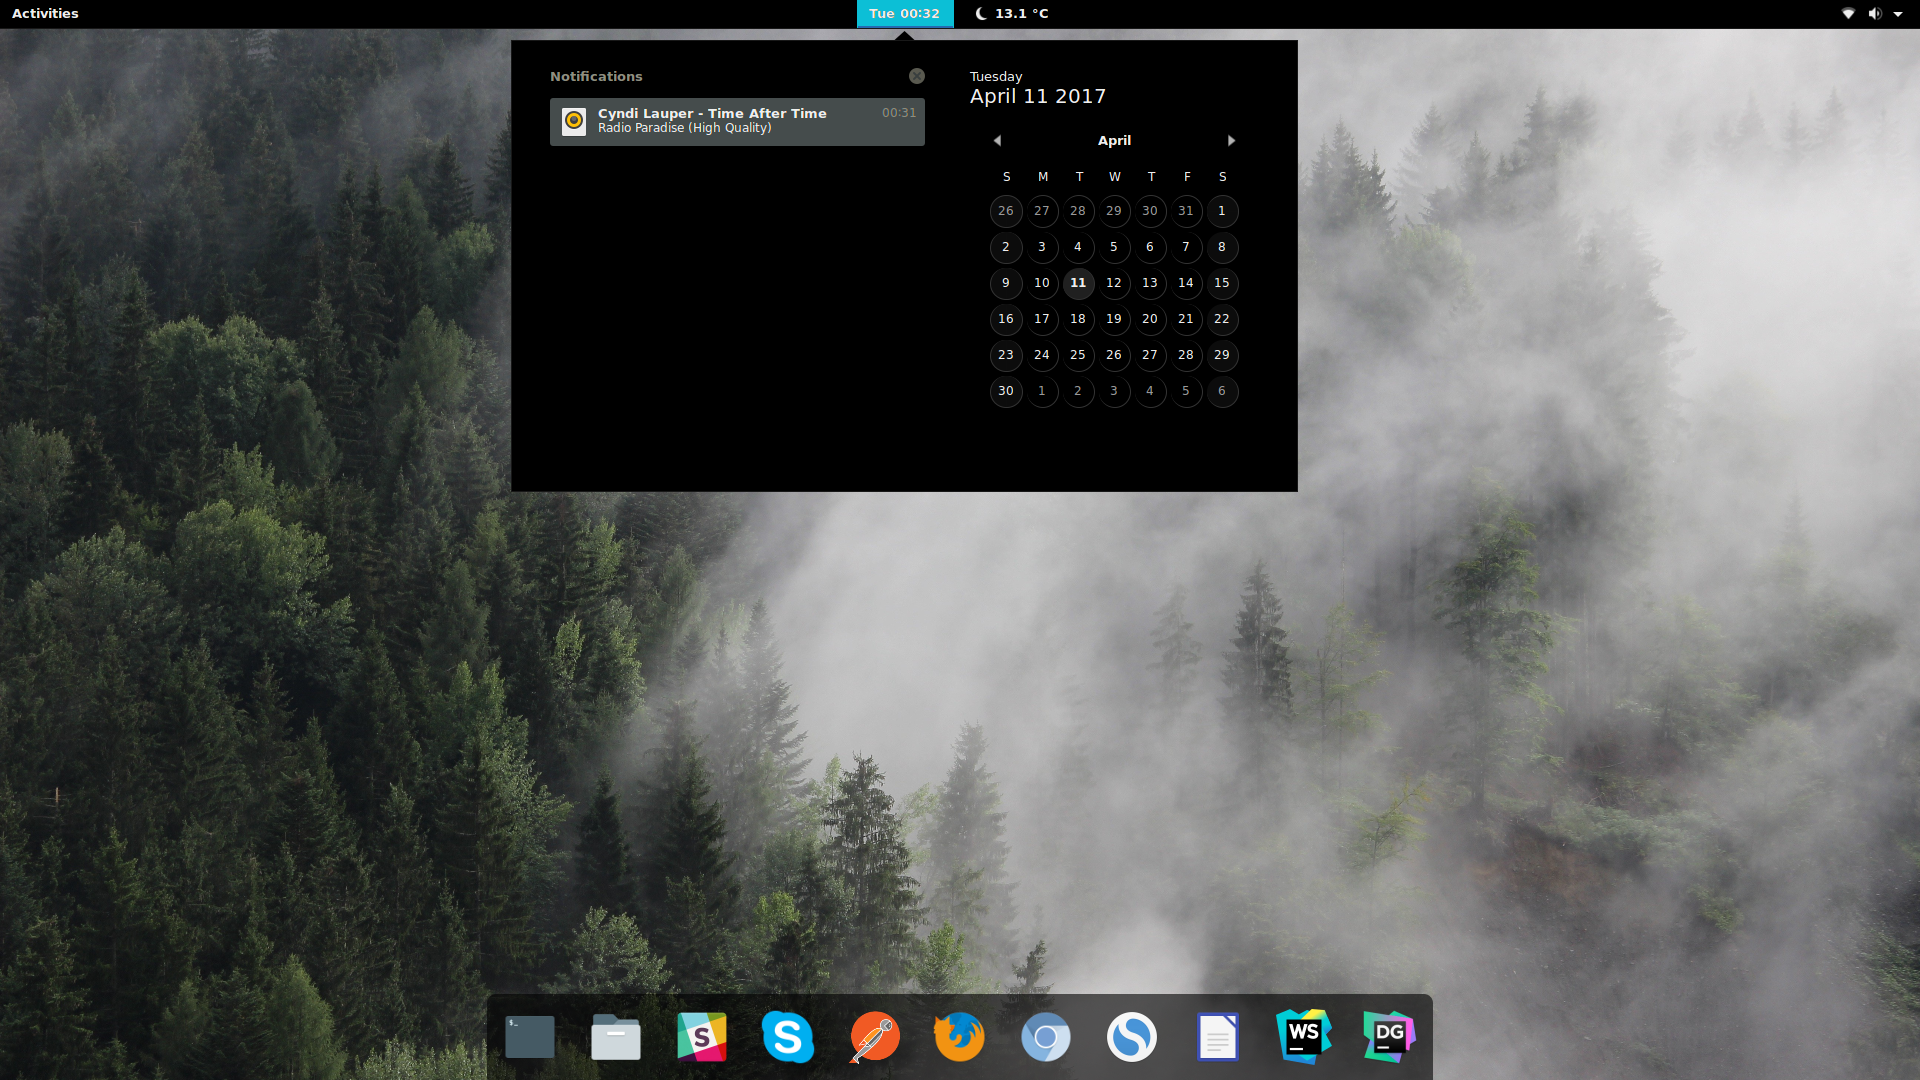 Activities
Tue 00:32
13.1 °C
Notifications
Cyndi Lauper - Time After Time
00:31
Radio Paradise (High Quality)
Tuesday
April 11 2017
April
S M T W T F S
26 27 28 29 30 31 1
2 3 4 5 6 7 8
9 10 11 12 13 14 15
16 17 18 19 20 21 22
23 24 25 26 27 28 29
30 1 2 3 4 5 6
$_
S
S
WS
DG